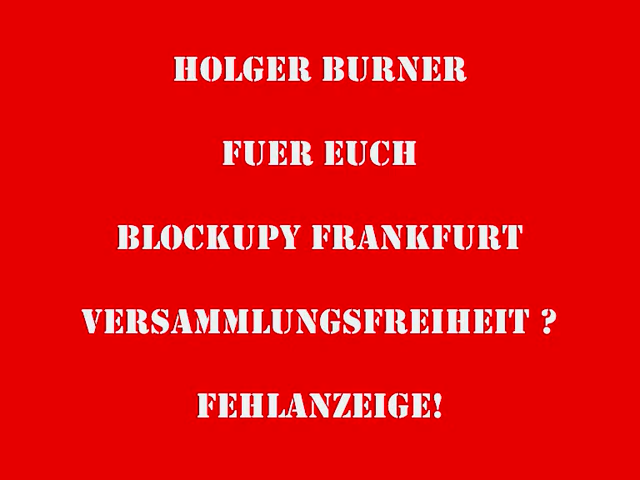 HOLGER BURNER
FUER EUCH
BLOCKUPY FRANKFURT
VERSAMMLUNGSFREIHEIT ?
FEHLANZEIGE!